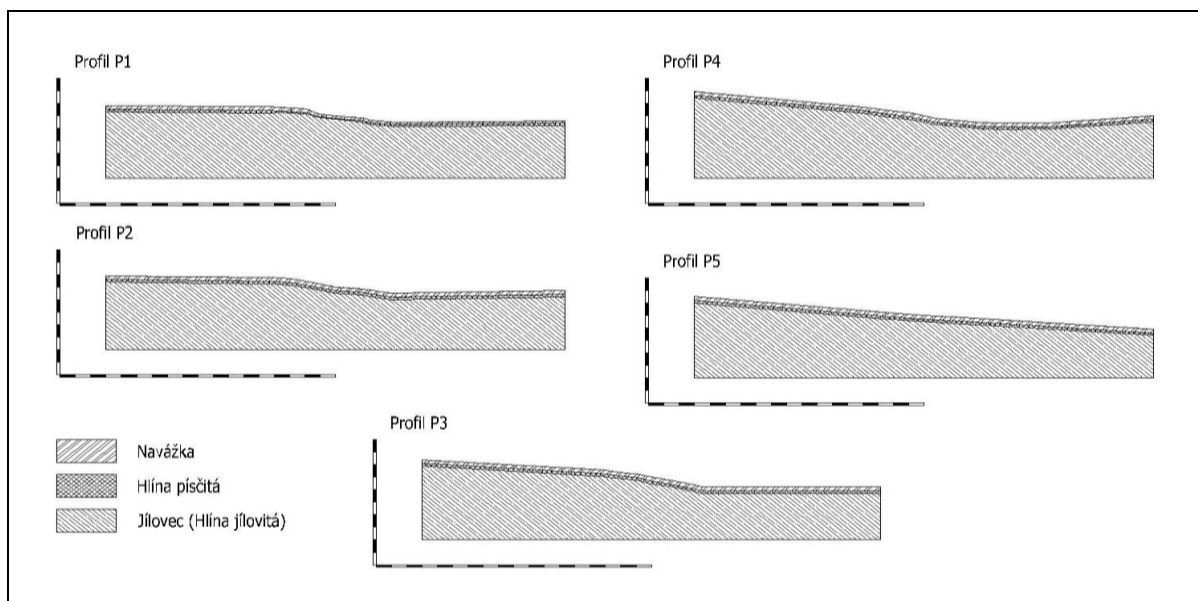 Profil P1
Profil P4
Profil P2
Profil P5
Profil P3
Navážka
Hlína písčitá
Jílovec (Hlína jílovitá)